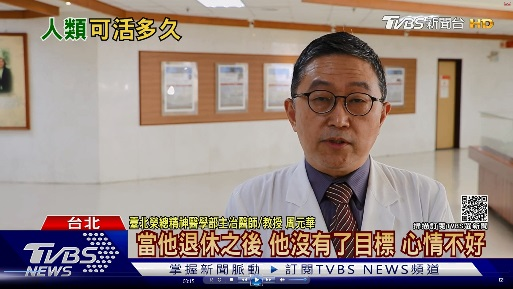 人類可活多久
TVBS新聞台 HD
臺北榮總精神醫學部主治醫師/教授 周元華
台北
當他退休之後 他沒有了目標 心情不好
TVBS
NEWS
掌握新聞脈動 ▶ 訂閱TVBS NEWS頻道